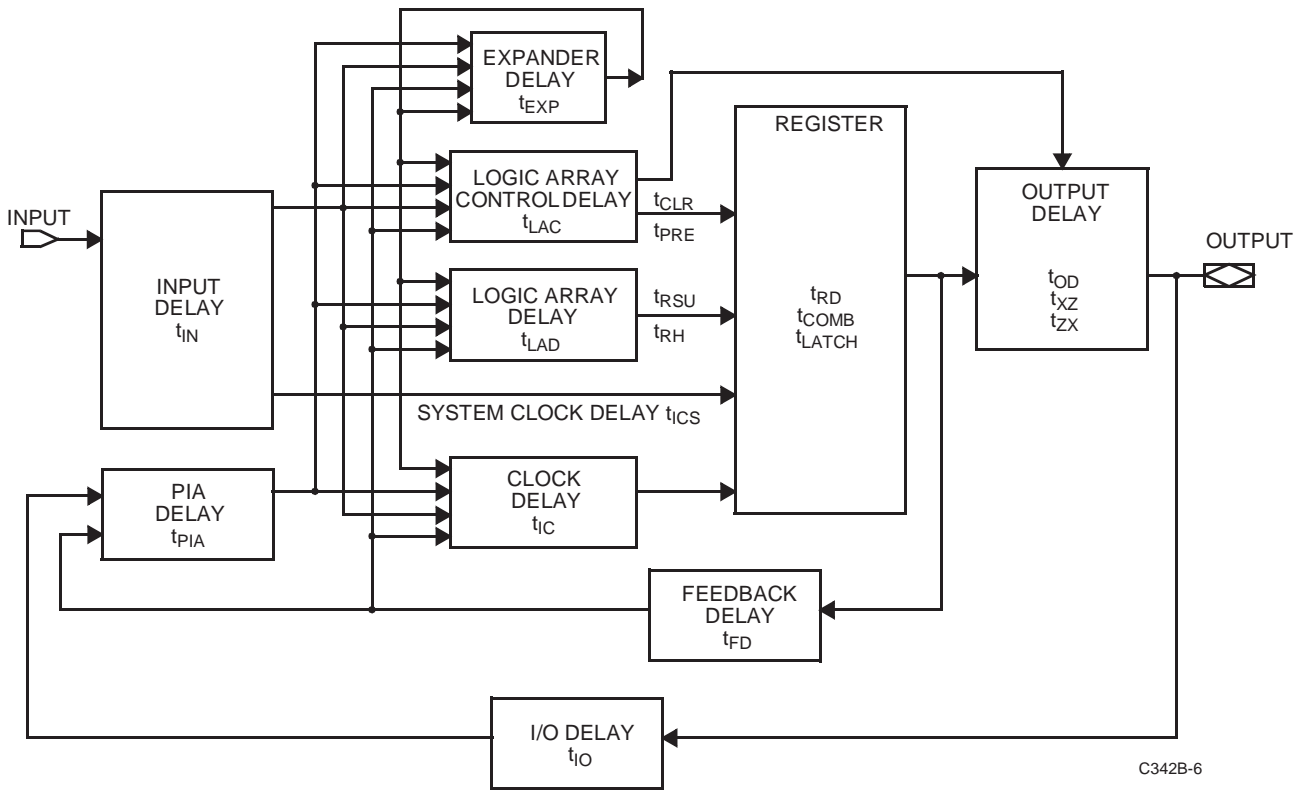 EXPANDER
DELAY
tEXP
REGISTER
LOGIC ARRAY
CONTROL DELAY
tLAC
tCLR
tPRE
OUTPUT
DELAY
tOD
tXZ
tZX
INPUT
OUTPUT
INPUT
DELAY
tIN
LOGIC ARRAY
DELAY
tLAD
tRSU
tRH
tRD
tCOMB
tLATCH
SYSTEM CLOCK DELAY tICS
PIA
DELAY
tPIA
CLOCK
DELAY
tIC
FEEDBACK
DELAY
tFD
I/O DELAY
tIO
C342B-6